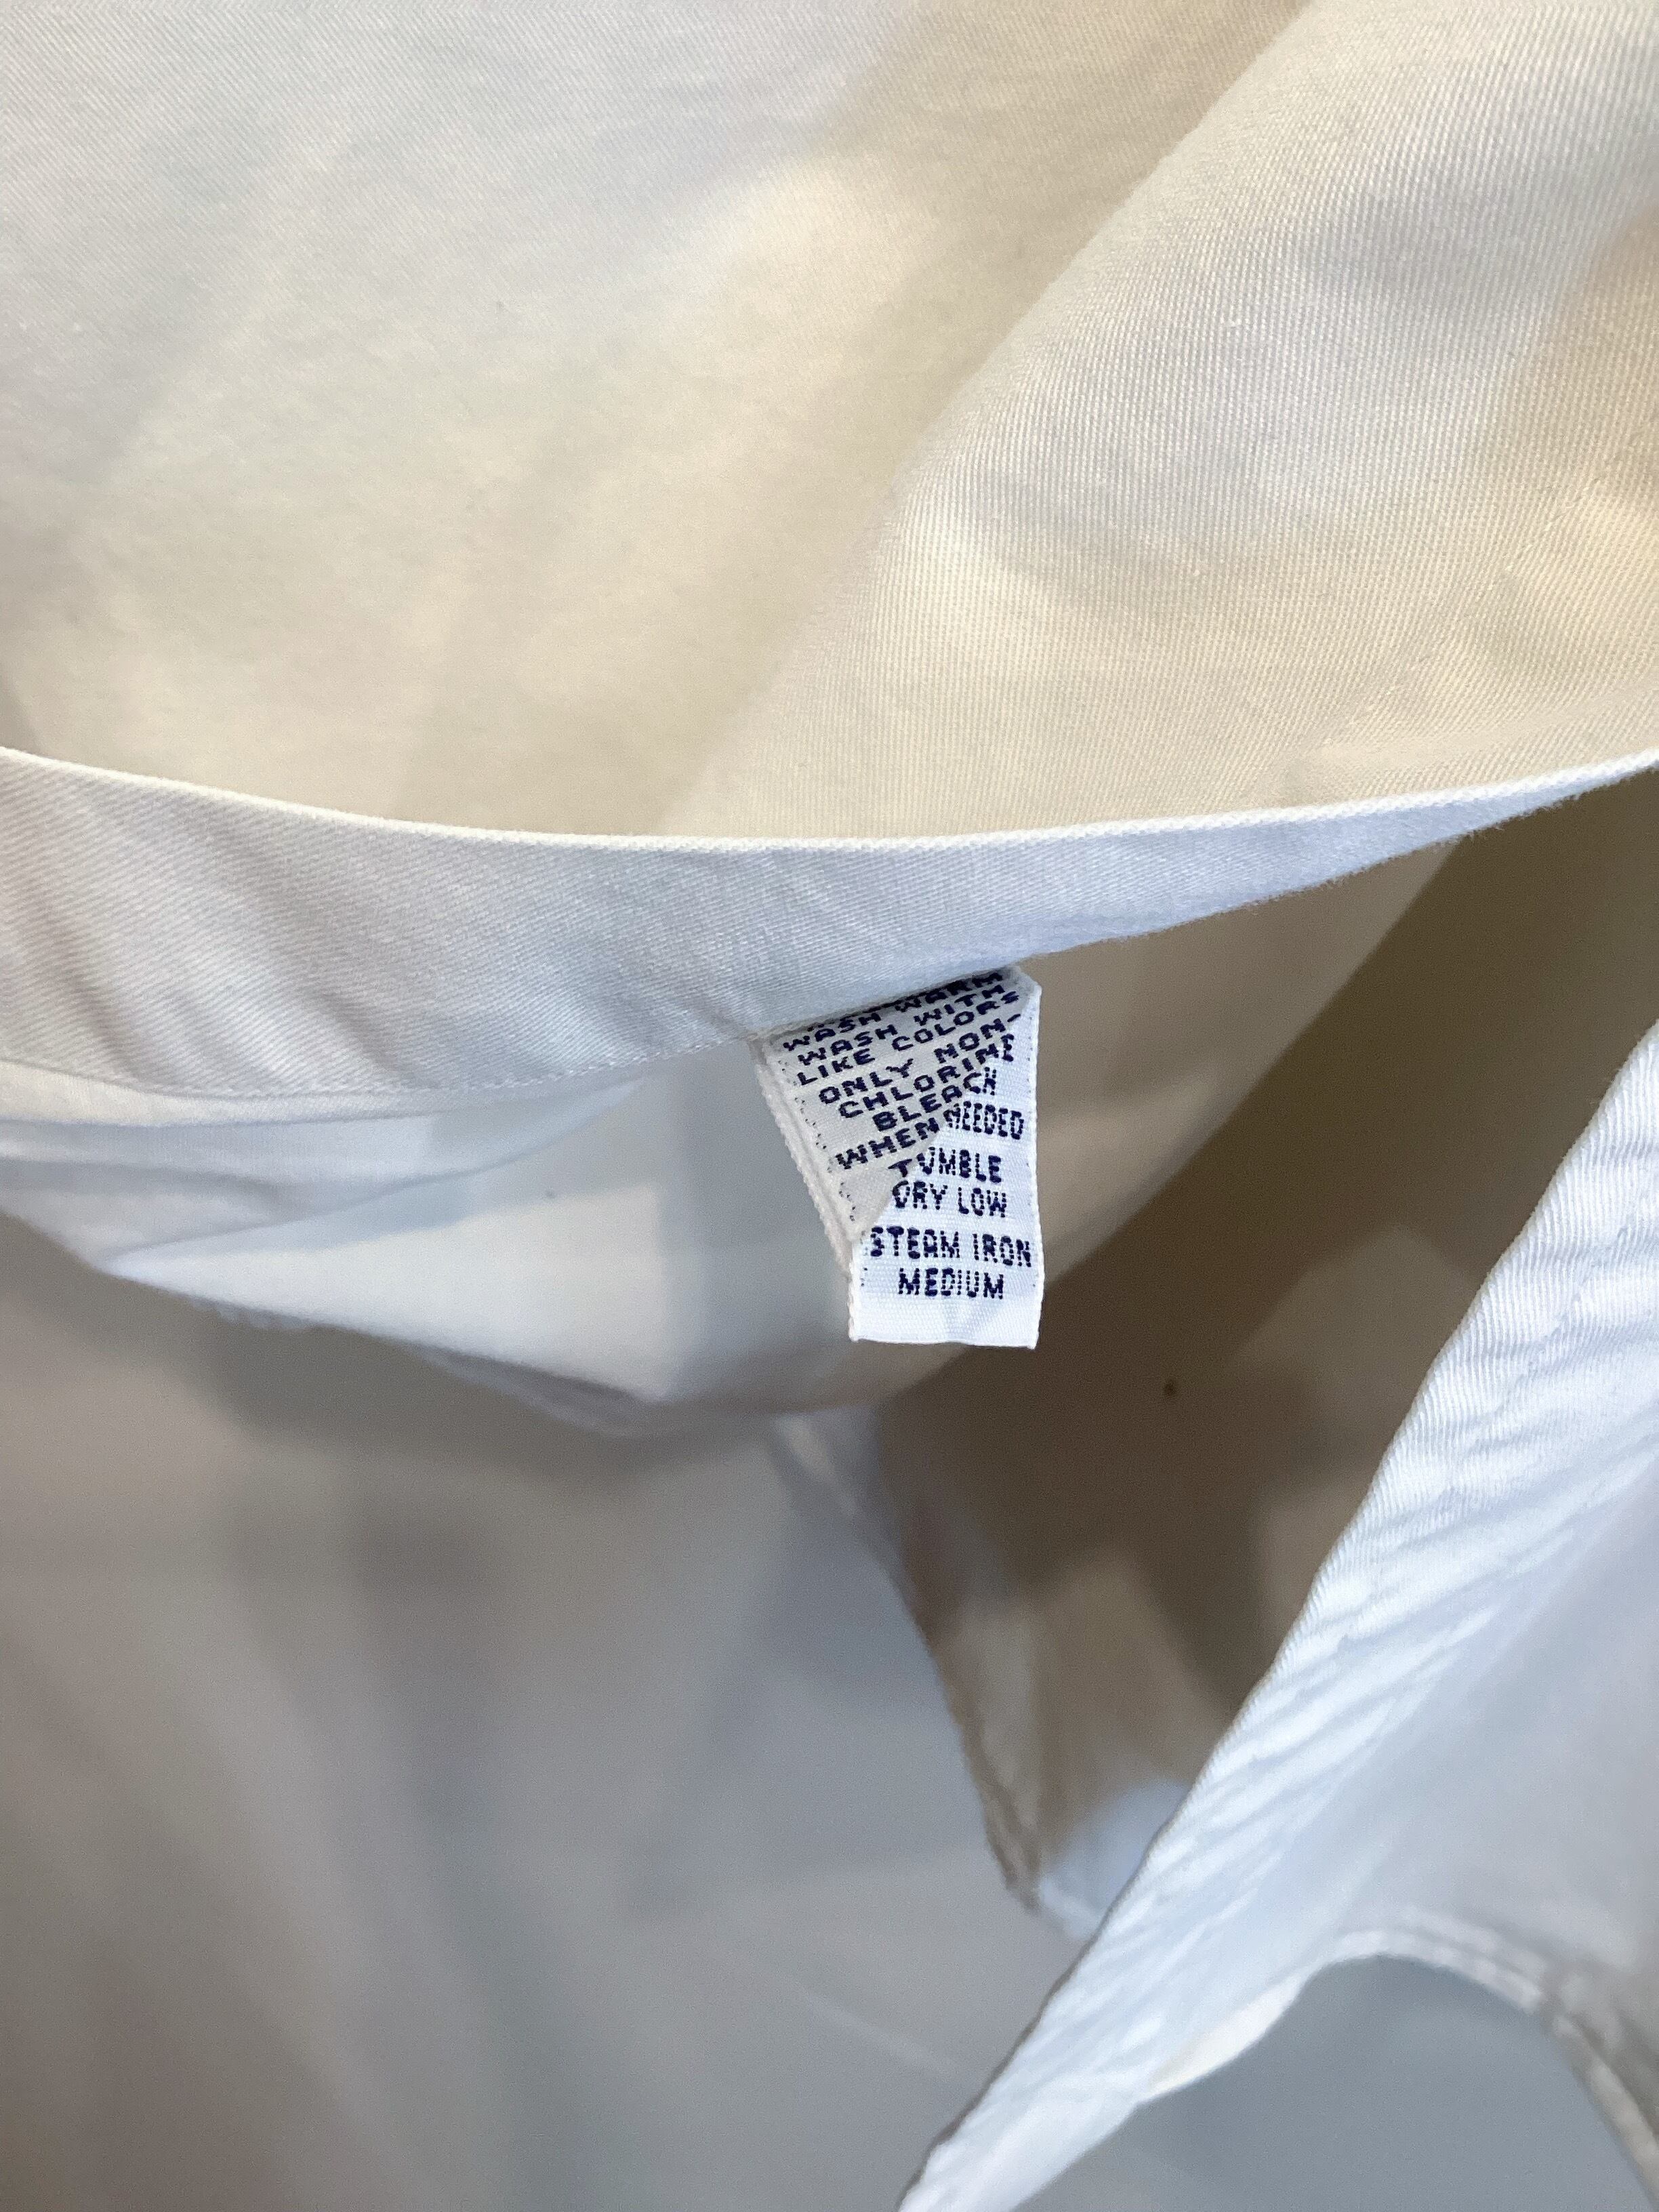 WASH WARM
WASH WITH
LIKE COLORS
ONLY NON-
CHLORINE
BLEACH
WHEN NEEDED
TUMBLE
DRY LOW
STEAM IRON
MEDIUM